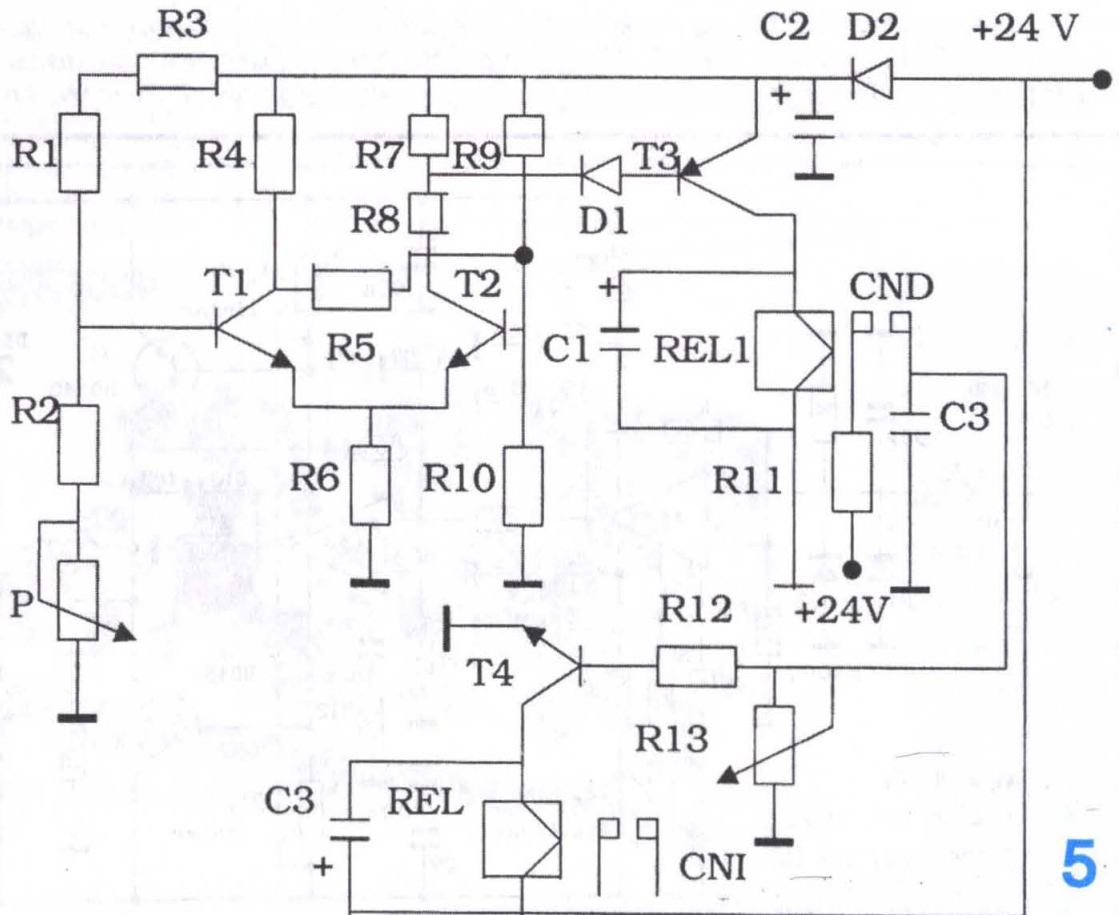 R3
C2 D2 +24 V
+
R1 R4 R7 R9 T3
D1
R8
T1 T2
+
CND
R5 C1 REL1
R2 C3
R6 R10 R11
P
+24V
R12
T4
R13
C3 REL
+
CNI
5